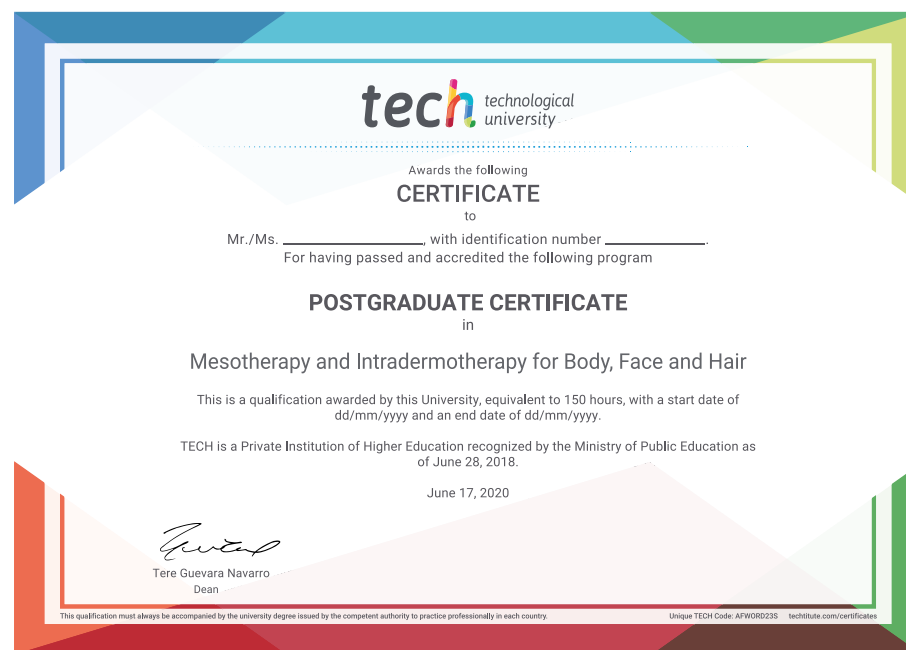 tech technological
university
Awards the following
CERTIFICATE
to
Mr./Ms. ____________________, with identification number ______________.
For having passed and accredited the following program
POSTGRADUATE CERTIFICATE
in
Mesotherapy and Intradermotherapy for Body, Face and Hair
This is a qualification awarded by this University, equivalent to 150 hours, with a start date of
dd/mm/yyyy and an end date of dd/mm/yyyy.
TECH is a Private Institution of Higher Education recognized by the Ministry of Public Education as
of June 28, 2018.
June 17, 2020
Tere Guevara Navarro
Dean
This qualification must always be accompanied by the university degree issued by the competent authority to practice professionally in each country. Unique TECH Code: AFWORD23S techtitute.com/certificates